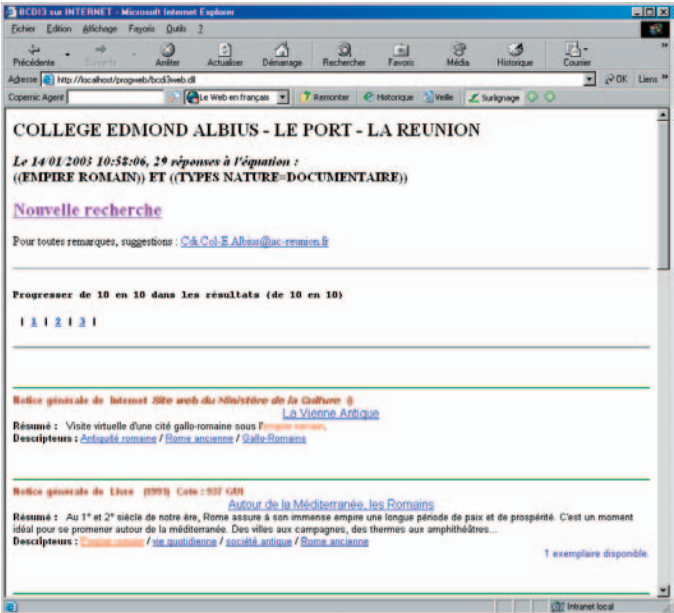 BCDI3 sur INTERNET - Microsoft Internet Explorer
Fichier Édition Affichage Favoris Outils ?
Précédente Suivante Arrêter Actualiser Démarrage Rechercher Favoris Média Historique Courrier
Adresse http://localhost/progweb/bcdi3web.dll OK Liens
Copernic Agent Le Web en français Remonter Historique Veille Surlignage
COLLEGE EDMOND ALBIUS - LE PORT - LA REUNION
Le 14/01/2003 10:58:06, 29 réponses à l'équation :
((EMPIRE ROMAIN)) ET ((TYPES NATURE=DOCUMENTAIRE))
Nouvelle recherche
Pour toutes remarques, suggestions : Cdi.Col-E.Albius@ac-reunion.fr
Progresser de 10 en 10 dans les résultats (de 10 en 10)
| 1 | 2 | 3 |
Notice générale de Internet Site web du Ministère de la Culture ()
La Vienne Antique
Résumé : Visite virtuelle d'une cité gallo-romaine sous l'empire romain.
Descripteurs : Antiquité romaine / Rome ancienne / Gallo-Romains
Notice générale de Livre (1991) Cote : 937 GUI
Autour de la Méditerranée, les Romains
Résumé : Au 1° et 2° siècle de notre ère, Rome assure à son immense empire une longue période de paix et de prospérité. C'est un moment
idéal pour se promener autour de la méditerranée. Des villes aux campagnes, des thermes aux amphithéâtres...
Descripteurs : Empire romain / vie quotidienne / société antique / Rome ancienne
1 exemplaire disponible.
Intranet local